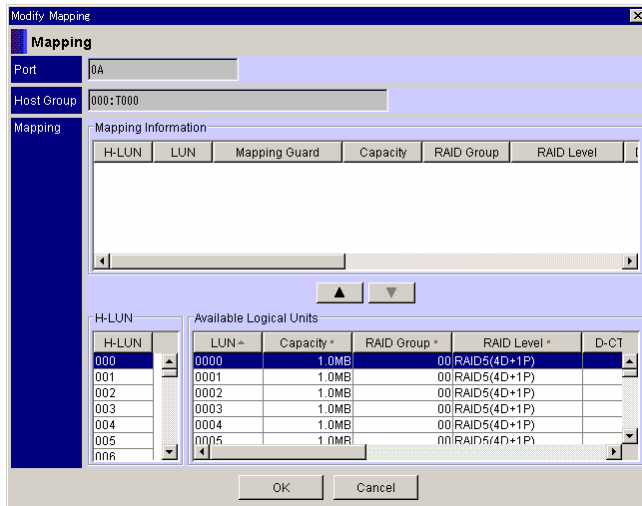 Modify Mapping
Mapping
Port 0A
Host Group 000:T000
Mapping
Mapping Information
H-LUN LUN Mapping Guard Capacity RAID Group RAID Level
H-LUN
H-LUN
000
001
002
003
004
005
006
Available Logical Units
LUN Capacity RAID Group RAID Level D-CT
0000 1.0MB 00 RAID5(4D+1P)
0001 1.0MB 00 RAID5(4D+1P)
0002 1.0MB 00 RAID5(4D+1P)
0003 1.0MB 00 RAID5(4D+1P)
0004 1.0MB 00 RAID5(4D+1P)
0005 1.0MB 00 RAID5(4D+1P)
OK Cancel